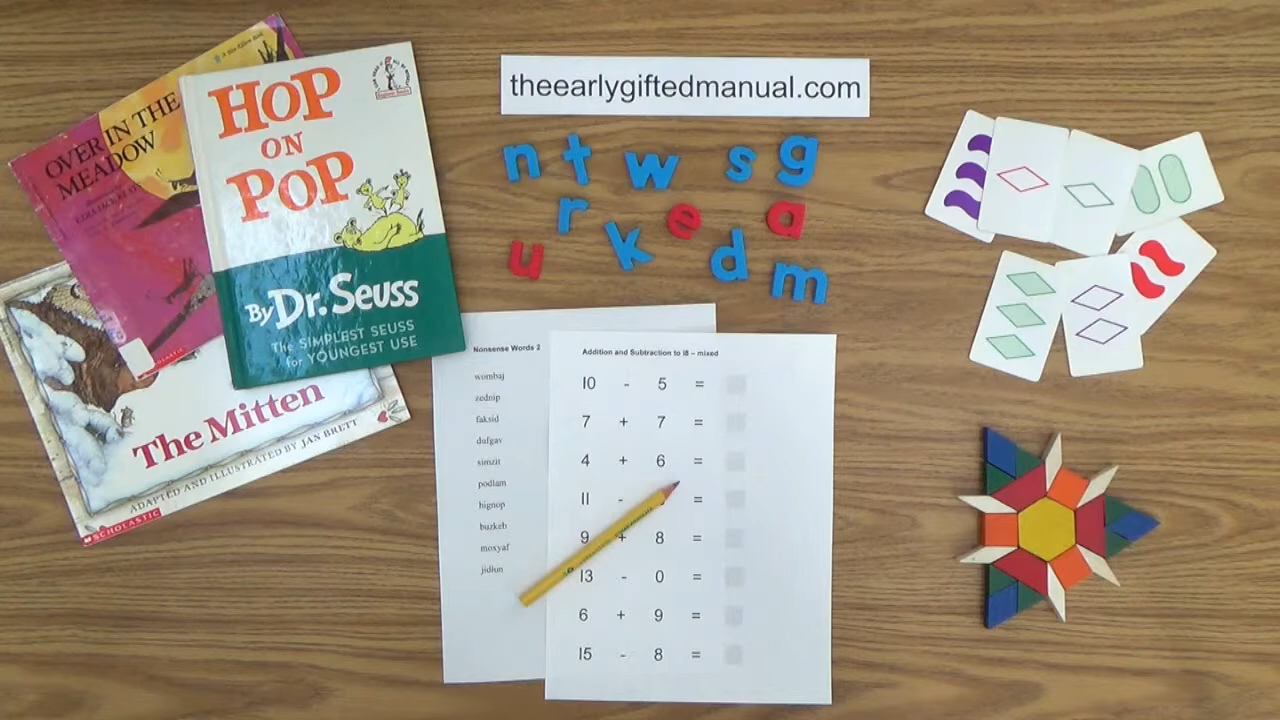 theearlygiftedmanual.com
OVER IN THE
MEADOW
HOP
ON
POP
By Dr. Seuss
The SIMPLEST SEUSS
for YOUNGEST USE
The Mitten
ADAPTED AND ILLUSTRATED BY JAN BRETT
SCHOLASTIC
n t w s g
r k e a
u d m
Nonsense Words 2
wombaj
zednip
faksid
dufgav
simzit
podlam
hignop
buzkeb
moxyaf
Addition and Subtraction to 18 – mixed
10 - 5 =
7 + 7 =
4 + 6 =
11 - =
9 + 8 =
13 - 0 =
6 + 9 =
15 - 8 =